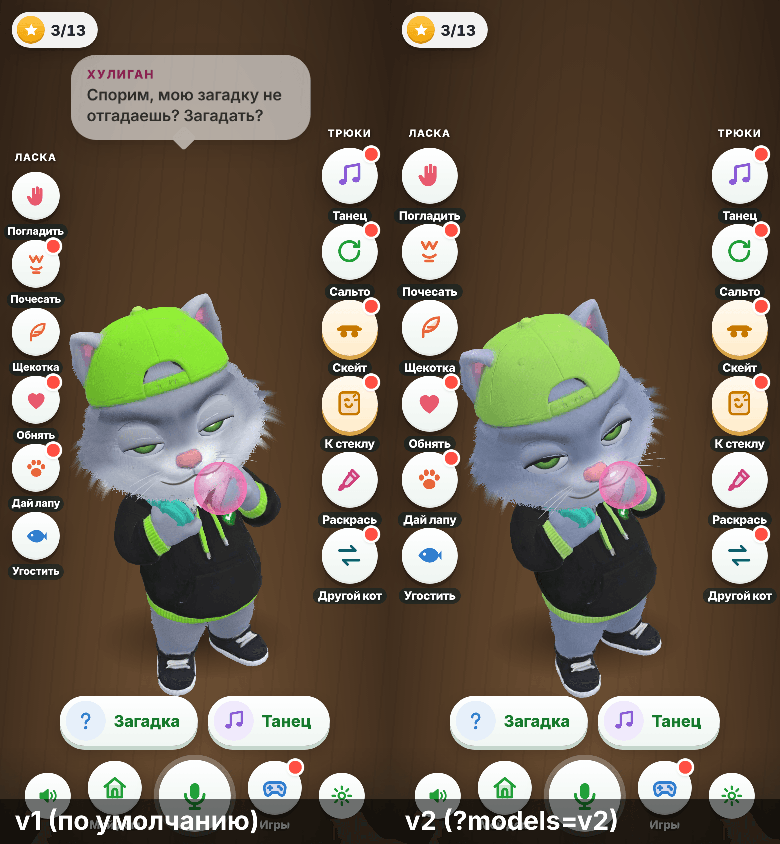 3/13
ХУЛИГАН
Спорим, мою загадку не
отгадаешь? Загадать?
ЛАСКА
Погладить
Почесать
Щекотка
Обнять
Дай лапу
Угостить
ТРЮКИ
Танец
Сальто
Скейт
К стеклу
Раскрась
Другой кот
? Загадка
Танец
Игры
v1 (по умолчанию)
3/13
ЛАСКА
Погладить
Почесать
Щекотка
Обнять
Дай лапу
Угостить
ТРЮКИ
Танец
Сальто
Скейт
К стеклу
Раскрась
Другой кот
? Загадка
Танец
Игры
v2 (?models=v2)